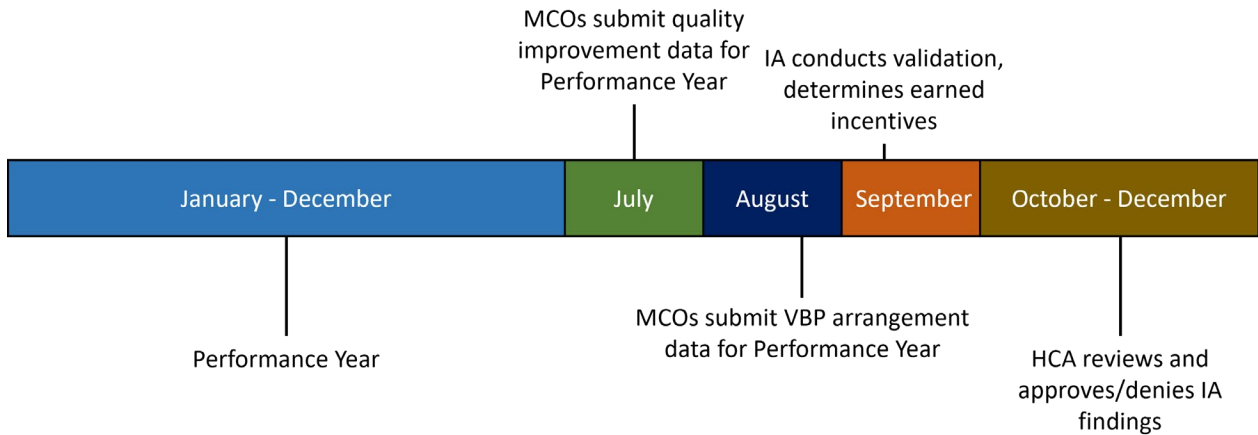 MCOs submit quality
improvement data for
Performance Year
IA conducts validation,
determines earned
incentives
January - December
July
August
September
October - December
Performance Year
MCOs submit VBP arrangement
data for Performance Year
HCA reviews and
approves/denies IA
findings